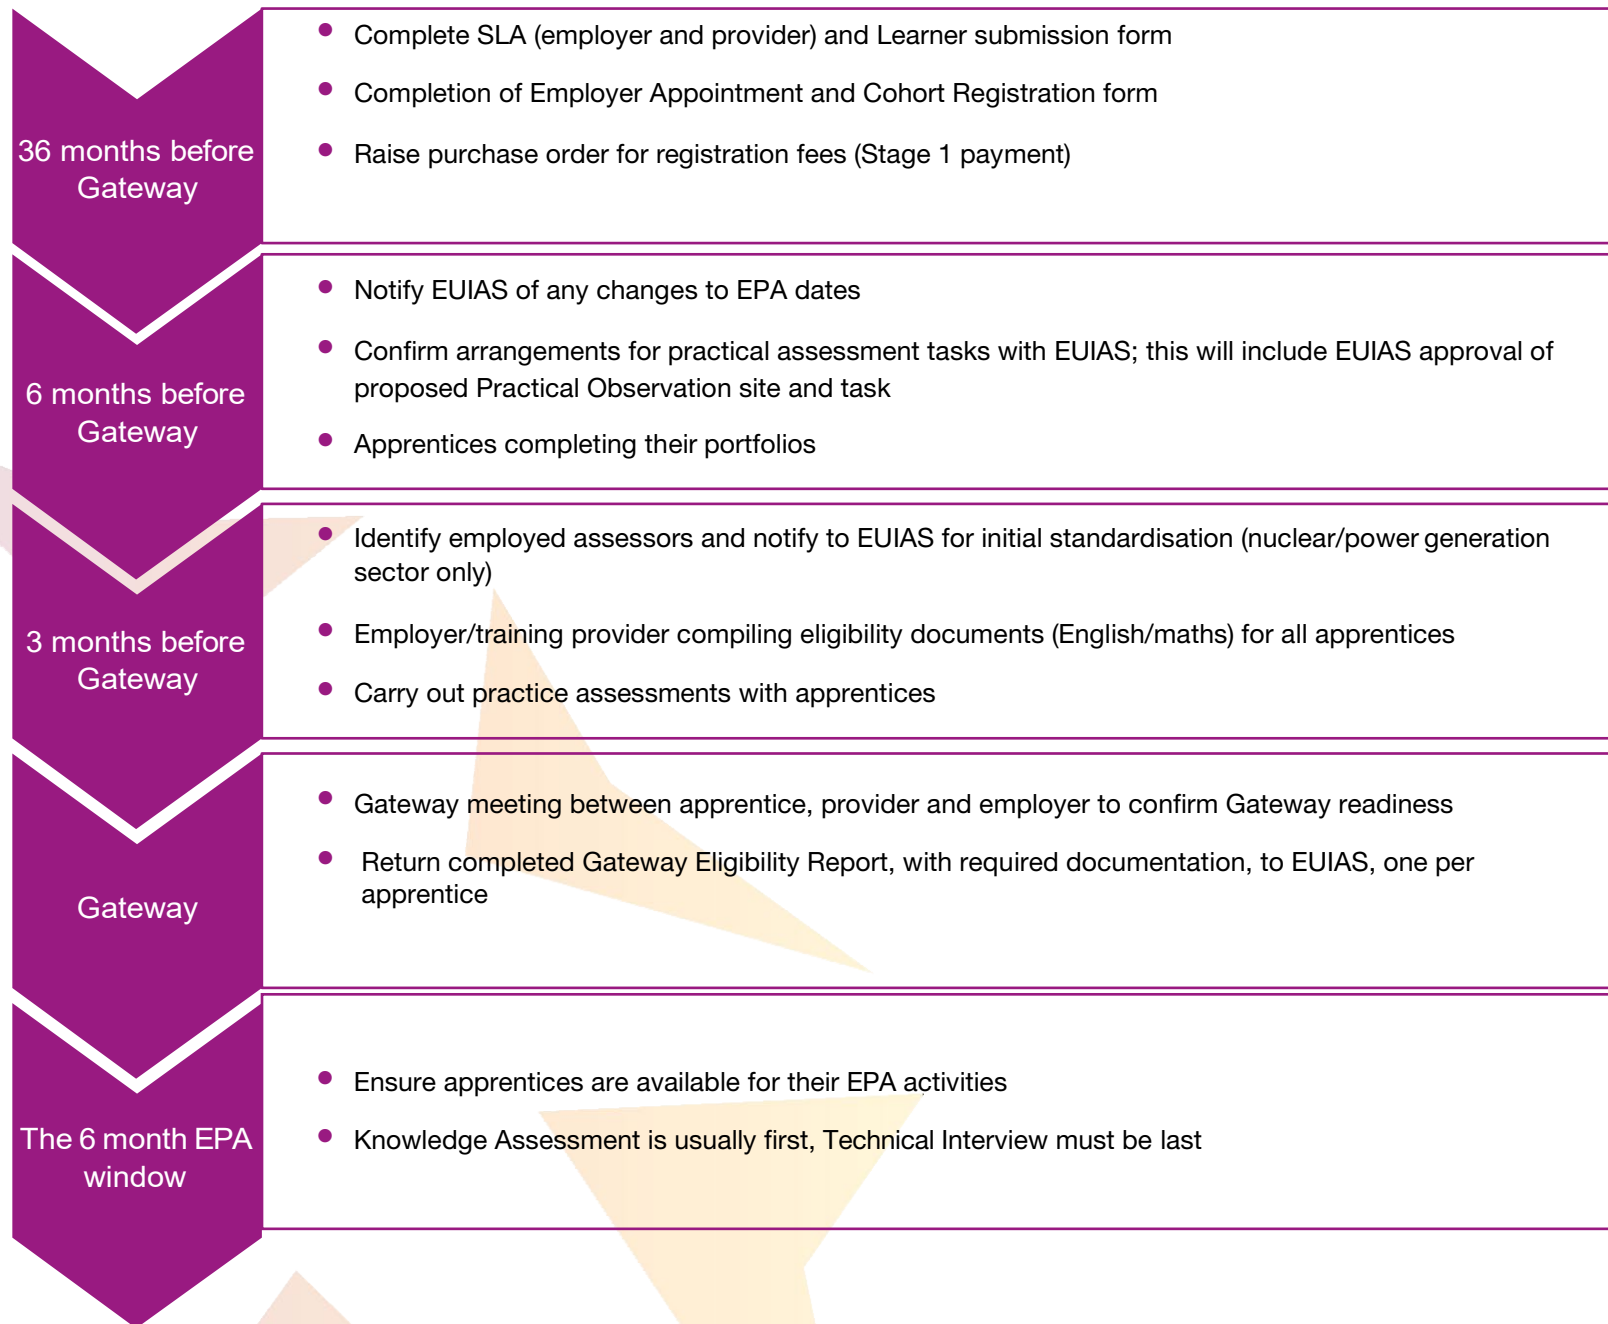 36 months before
Gateway
• Complete SLA (employer and provider) and Learner submission form
• Completion of Employer Appointment and Cohort Registration form
• Raise purchase order for registration fees (Stage 1 payment)
6 months before
Gateway
• Notify EUIAS of any changes to EPA dates
• Confirm arrangements for practical assessment tasks with EUIAS; this will include EUIAS approval of
proposed Practical Observation site and task
• Apprentices completing their portfolios
3 months before
Gateway
• Identify employed assessors and notify to EUIAS for initial standardisation (nuclear/power generation
sector only)
• Employer/training provider compiling eligibility documents (English/maths) for all apprentices
• Carry out practice assessments with apprentices
Gateway
• Gateway meeting between apprentice, provider and employer to confirm Gateway readiness
• Return completed Gateway Eligibility Report, with required documentation, to EUIAS, one per
apprentice
The 6 month EPA
window
• Ensure apprentices are available for their EPA activities
• Knowledge Assessment is usually first, Technical Interview must be last